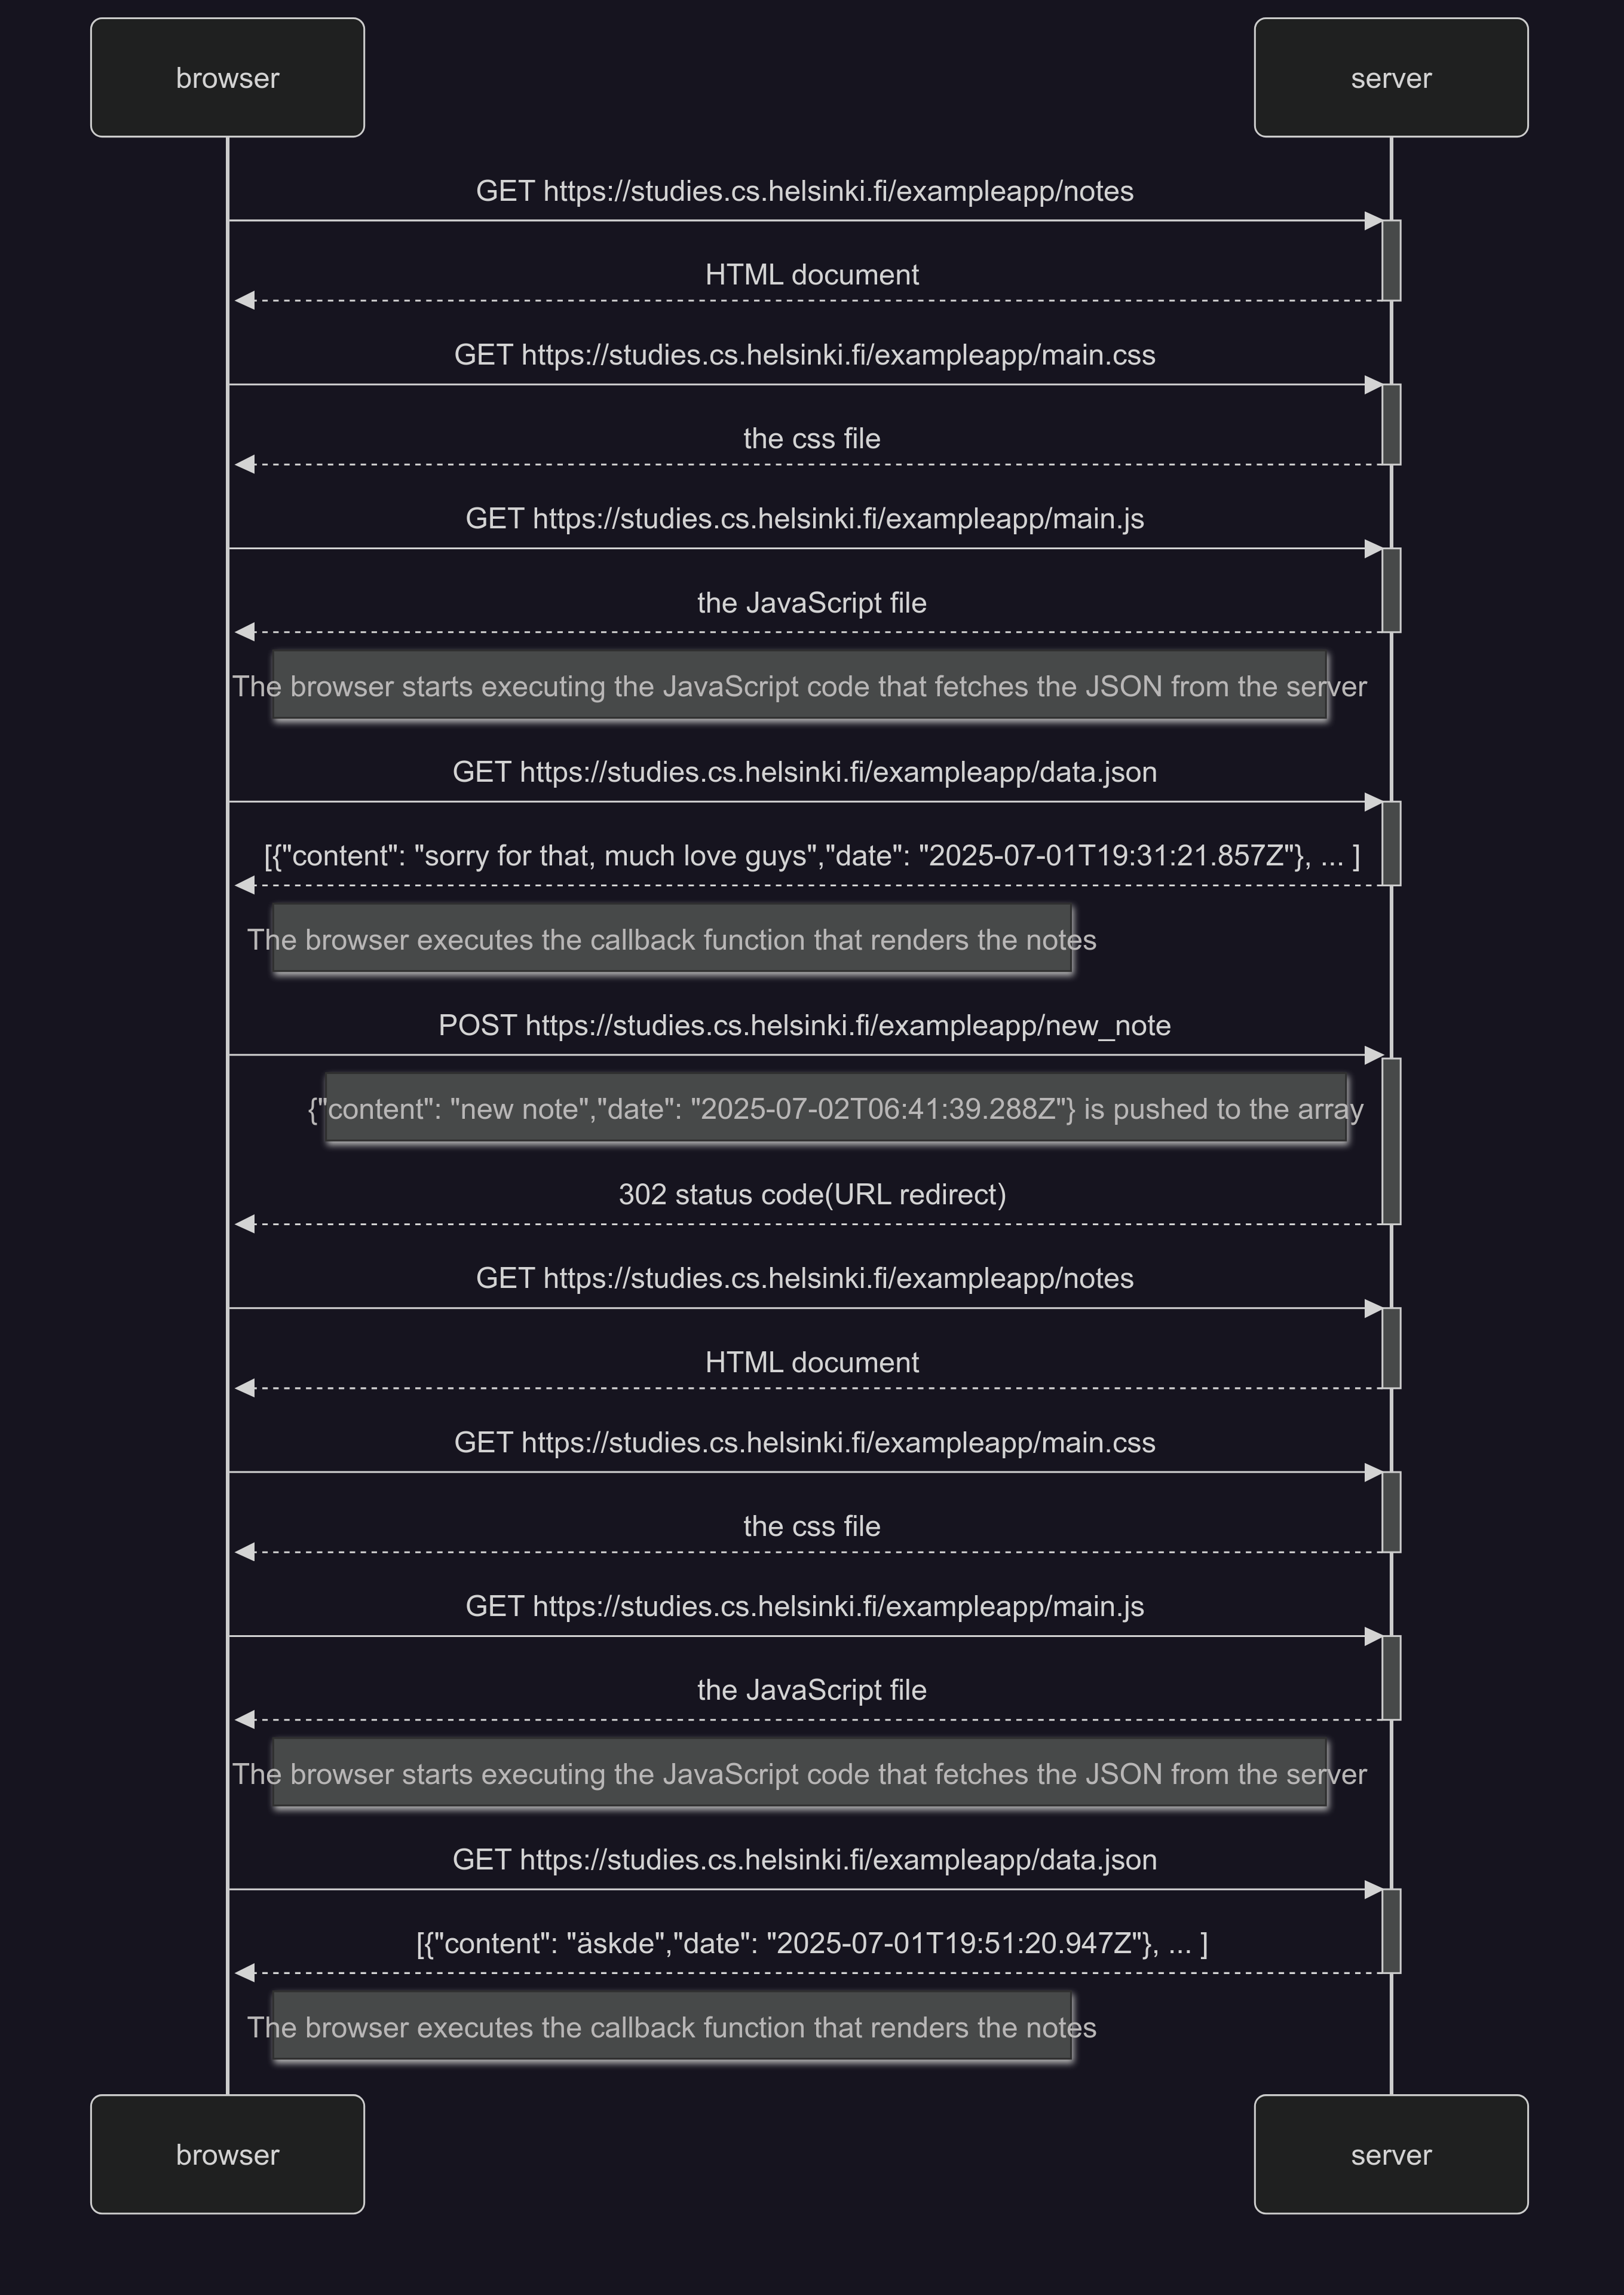 browser
server
GET https://studies.cs.helsinki.fi/exampleapp/notes
HTML document
GET https://studies.cs.helsinki.fi/exampleapp/main.css
the css file
GET https://studies.cs.helsinki.fi/exampleapp/main.js
the JavaScript file
The browser starts executing the JavaScript code that fetches the JSON from the server
GET https://studies.cs.helsinki.fi/exampleapp/data.json
[{"content": "sorry for that, much love guys","date": "2025-07-01T19:31:21.857Z"}, ... ]
The browser executes the callback function that renders the notes
POST https://studies.cs.helsinki.fi/exampleapp/new_note
{"content": "new note","date": "2025-07-02T06:41:39.288Z"} is pushed to the array
302 status code(URL redirect)
GET https://studies.cs.helsinki.fi/exampleapp/notes
HTML document
GET https://studies.cs.helsinki.fi/exampleapp/main.css
the css file
GET https://studies.cs.helsinki.fi/exampleapp/main.js
the JavaScript file
The browser starts executing the JavaScript code that fetches the JSON from the server
GET https://studies.cs.helsinki.fi/exampleapp/data.json
[{"content": "äskde","date": "2025-07-01T19:51:20.947Z"}, ... ]
The browser executes the callback function that renders the notes
browser
server